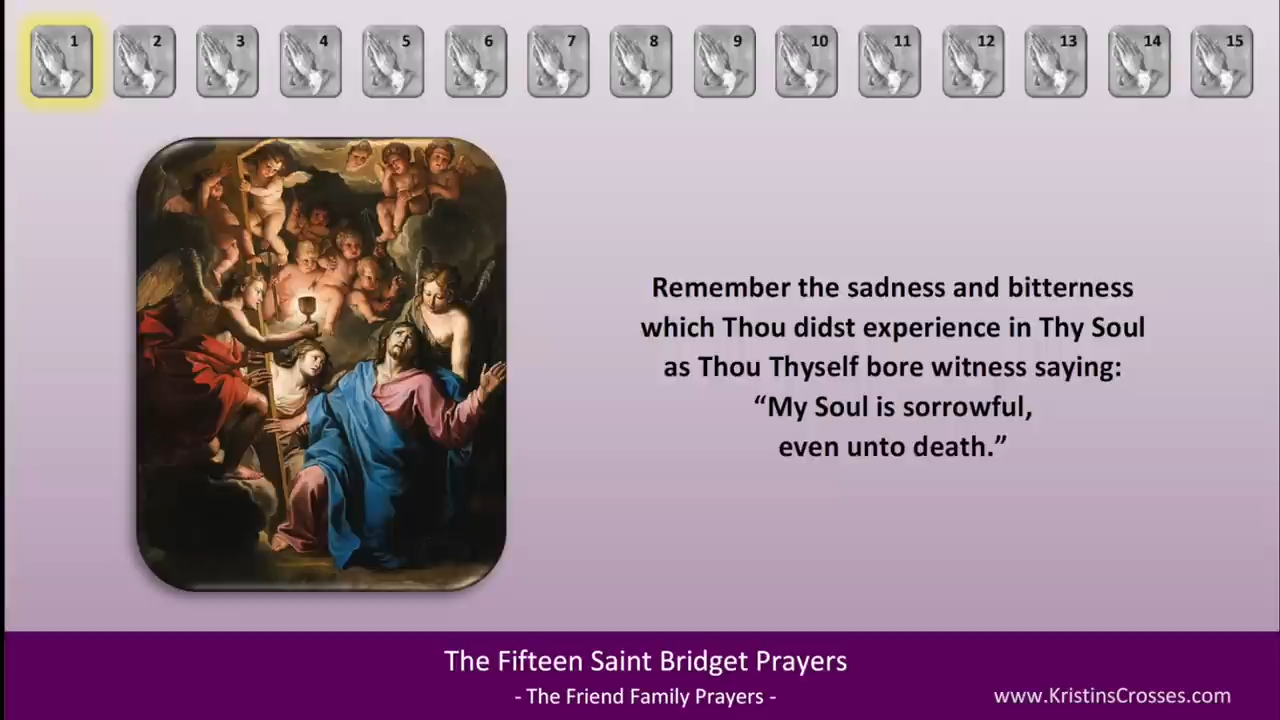 1 2 3 4 5 6 7 8 9 10 11 12 13 14 15
Remember the sadness and bitterness
which Thou didst experience in Thy Soul
as Thou Thyself bore witness saying:
“My Soul is sorrowful,
even unto death.”
The Fifteen Saint Bridget Prayers
- The Friend Family Prayers -
www.KristinsCrosses.com